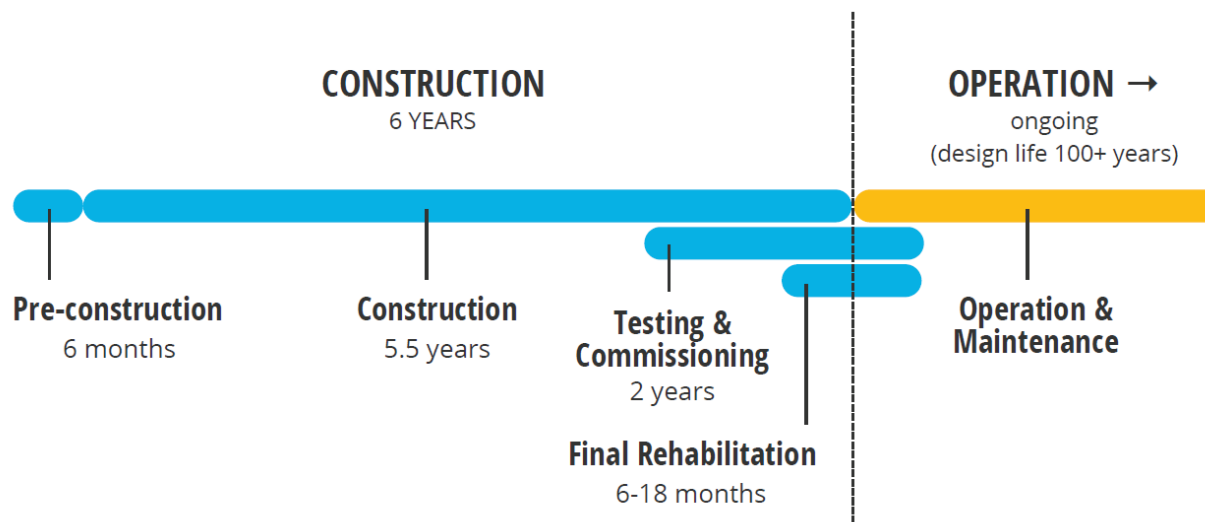 CONSTRUCTION
6 YEARS
OPERATION →
ongoing
(design life 100+ years)
Pre-construction
6 months
Construction
5.5 years
Testing &
Commissioning
2 years
Final Rehabilitation
6-18 months
Operation &
Maintenance